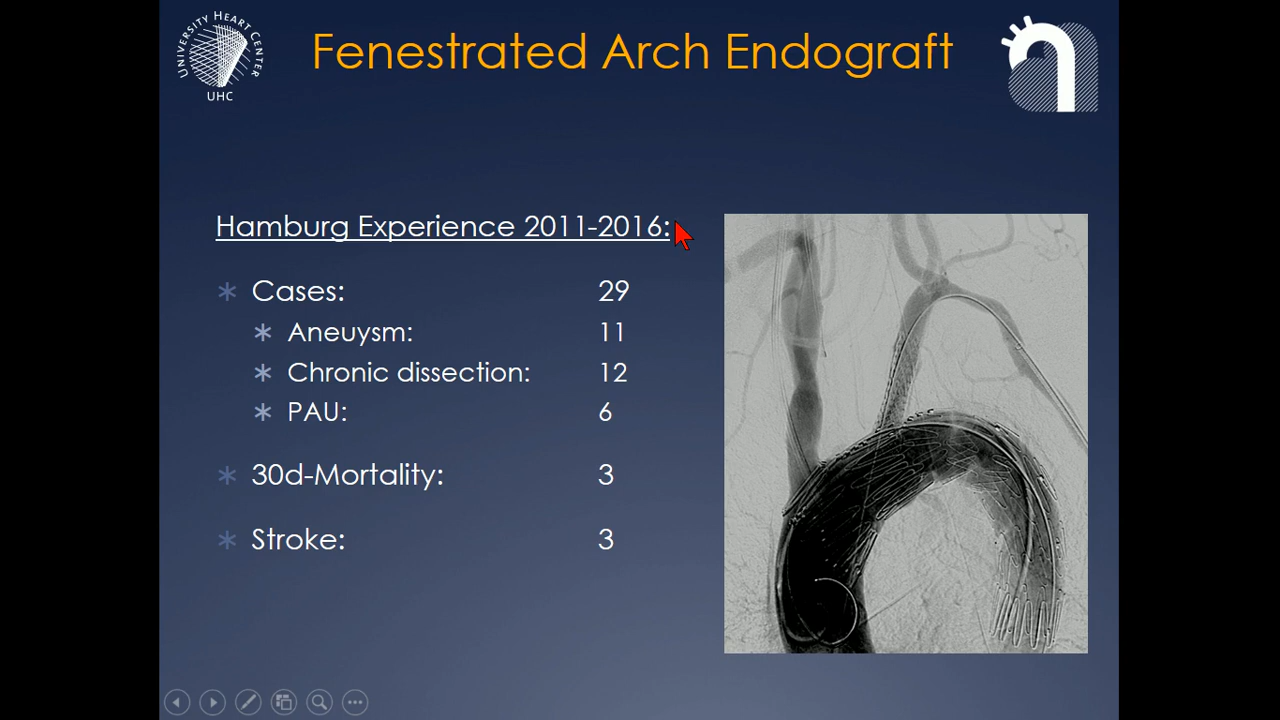 UNIVERSITY HEART CENTER
UHC
Fenestrated Arch Endograft
Hamburg Experience 2011-2016:
Cases: 29
Aneuysm: 11
Chronic dissection: 12
PAU: 6
30d-Mortality: 3
Stroke: 3